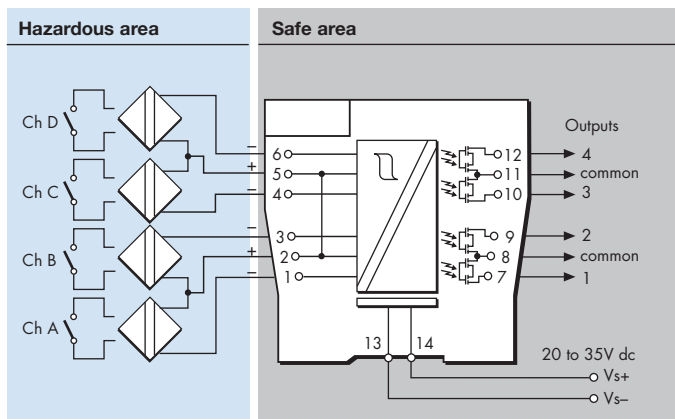 Hazardous area
Safe area
Ch D
Ch C
Ch B
Ch A
−
6
+
5
−
4
−
3
+
2
−
1
Outputs
12
4
11
common
10
3
9
2
8
common
7
1
13
14
20 to 35V dc
Vs+
Vs–